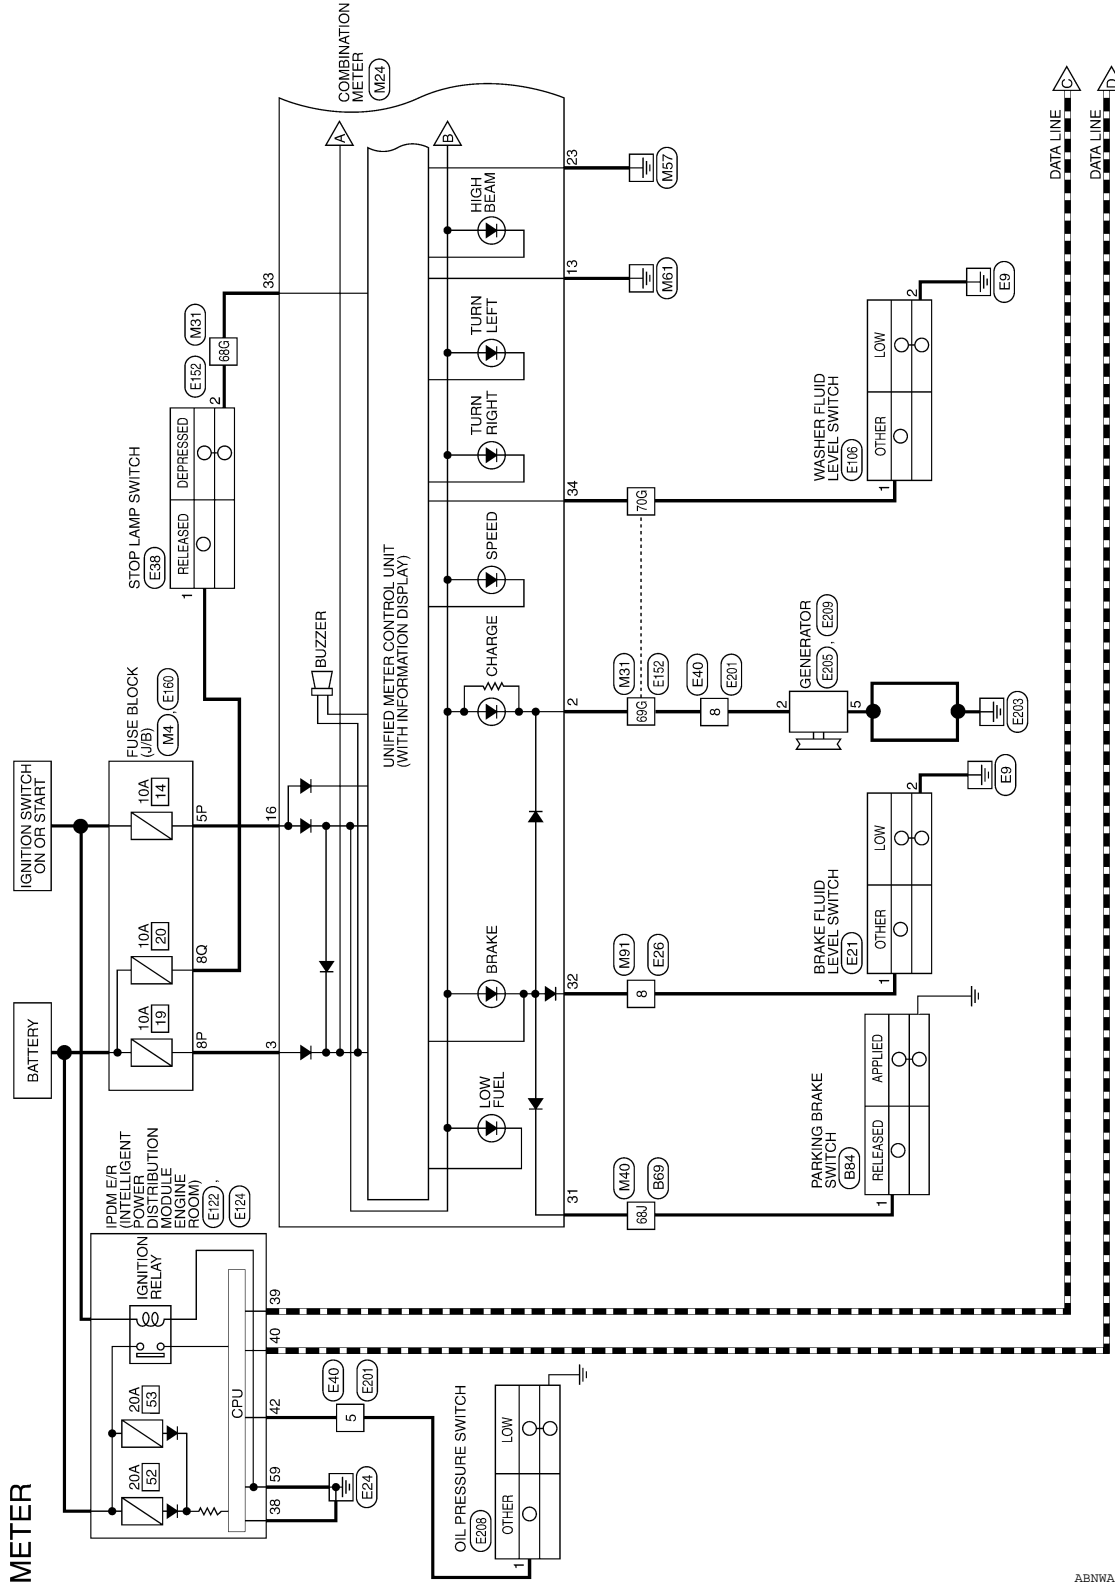 METER
BATTERY
IGNITION SWITCH
ON OR START
FUSE BLOCK
(J/B)
M4 , E160
10A
19
10A
20
10A
14
8P
8Q
5P
STOP LAMP SWITCH
E38
RELEASED
DEPRESSED
1
2
E152
M31
68G
33
IPDM E/R
(INTELLIGENT
POWER
DISTRIBUTION
MODULE
ENGINE
ROOM)
E122 ,
E124
20A
52
20A
53
IGNITION
RELAY
CPU
38
59
42
40
39
E24
E40
5
E201
OIL PRESSURE SWITCH
E208
OTHER
LOW
1
3
16
BUZZER
COMBINATION
METER
M24
A
UNIFIED METER CONTROL UNIT
(WITH INFORMATION DISPLAY)
B
LOW
FUEL
BRAKE
CHARGE
SPEED
TURN
RIGHT
TURN
LEFT
HIGH
BEAM
31
32
2
34
13
23
M40
68J
B69
M91
8
E26
M31
69G
E152
E40
8
E201
70G
M61
M57
PARKING BRAKE
SWITCH
B84
RELEASED
APPLIED
1
BRAKE FLUID
LEVEL SWITCH
E21
OTHER
LOW
1
2
E9
GENERATOR
E205 , E209
2
5
E203
WASHER FLUID
LEVEL SWITCH
E106
OTHER
LOW
1
2
E9
DATA LINE
C
DATA LINE
D
ABNWA